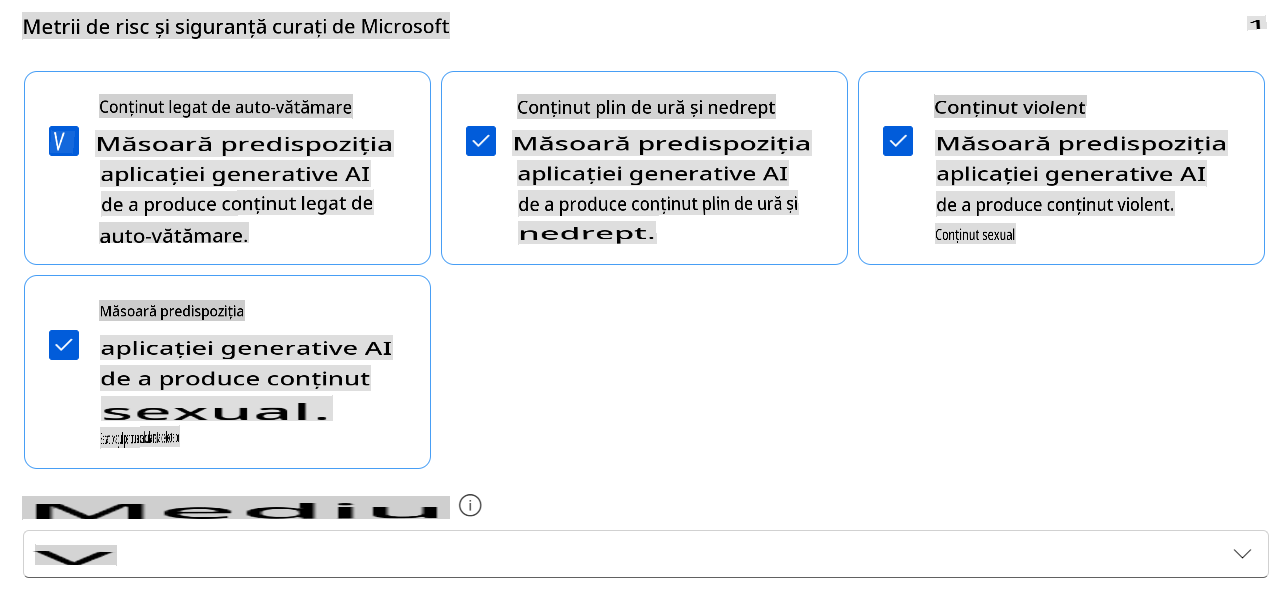 Metrii de risc și siguranță curați de Microsoft
1
Conținut legat de auto-vătămare
V
Măsoară predispoziția
aplicației generative AI
de a produce conținut legat de
auto-vătămare.
Conținut plin de ură și nedrept
Măsoară predispoziția
aplicației generative AI
de a produce conținut plin de ură și
nedrept.
Conținut violent
Măsoară predispoziția
aplicației generative AI
de a produce conținut violent.
Conținut sexual
Măsoară predispoziția
aplicației generative AI
de a produce conținut
sexual.
Mediu
V